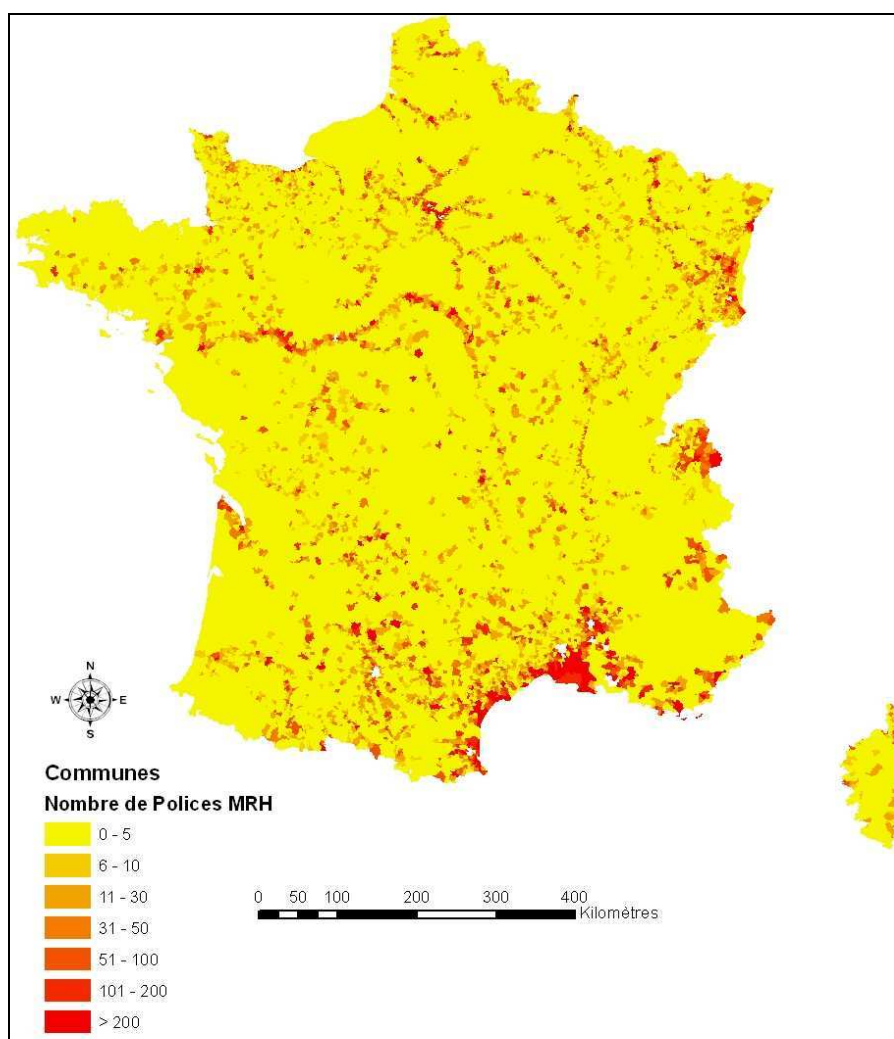 N
W E
S
Communes
Nombre de Polices MRH
0 - 5
6 - 10
11 - 30
31 - 50
51 - 100
101 - 200
> 200
0 50 100 200 300 400
Kilomètres